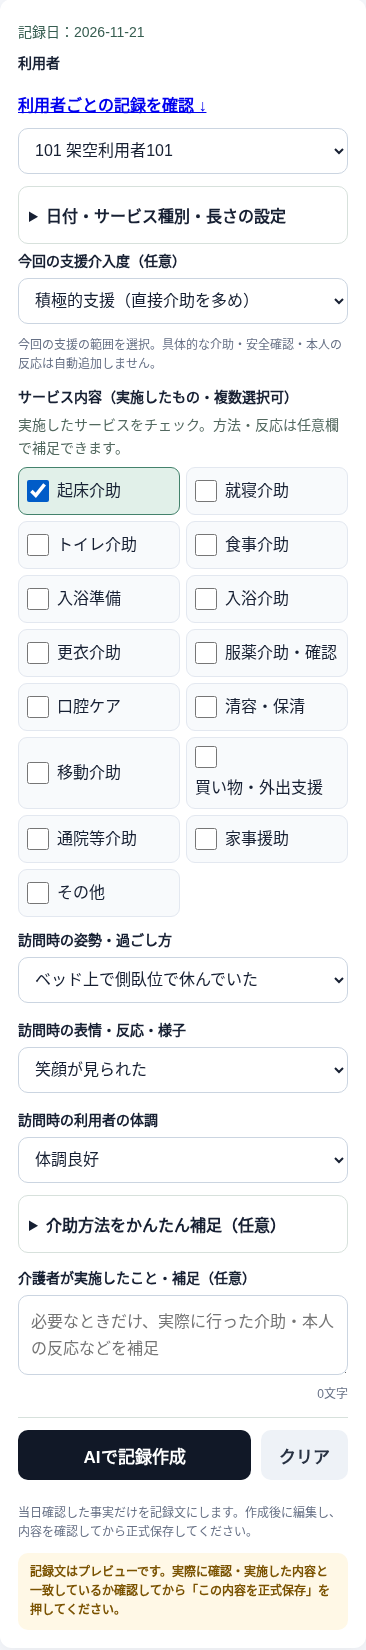 記録日：2026-11-21
利用者
利用者ごとの記録を確認 ↓
101 架空利用者101
▶ 日付・サービス種別・長さの設定
今回の支援介入度（任意）
積極的支援（直接介助を多め）
今回の支援の範囲を選択。具体的な介助・安全確認・本人の
反応は自動追加しません。
サービス内容（実施したもの・複数選択可）
実施したサービスをチェック。方法・反応は任意欄
で補足できます。
起床介助
就寝介助
トイレ介助
食事介助
入浴準備
入浴介助
更衣介助
服薬介助・確認
口腔ケア
清容・保清
移動介助
買い物・外出支援
通院等介助
家事援助
その他
訪問時の姿勢・過ごし方
ベッド上で側臥位で休んでいた
訪問時の表情・反応・様子
笑顔が見られた
訪問時の利用者の体調
体調良好
▶ 介助方法をかんたん補足（任意）
介護者が実施したこと・補足（任意）
必要なときだけ、実際に行った介助・本人
の反応などを補足
0文字
AIで記録作成
クリア
当日確認した事実だけを記録文にします。作成後に編集し、
内容を確認してから正式保存してください。
記録文はプレビューです。実際に確認・実施した内容と
一致しているか確認してから「この内容を正式保存」を
押してください。